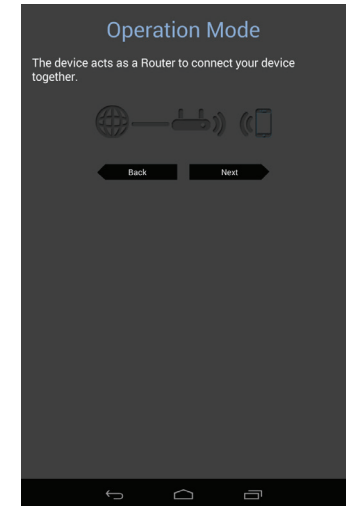 Operation Mode
The device acts as a Router to connect your device
together.
Back
Next